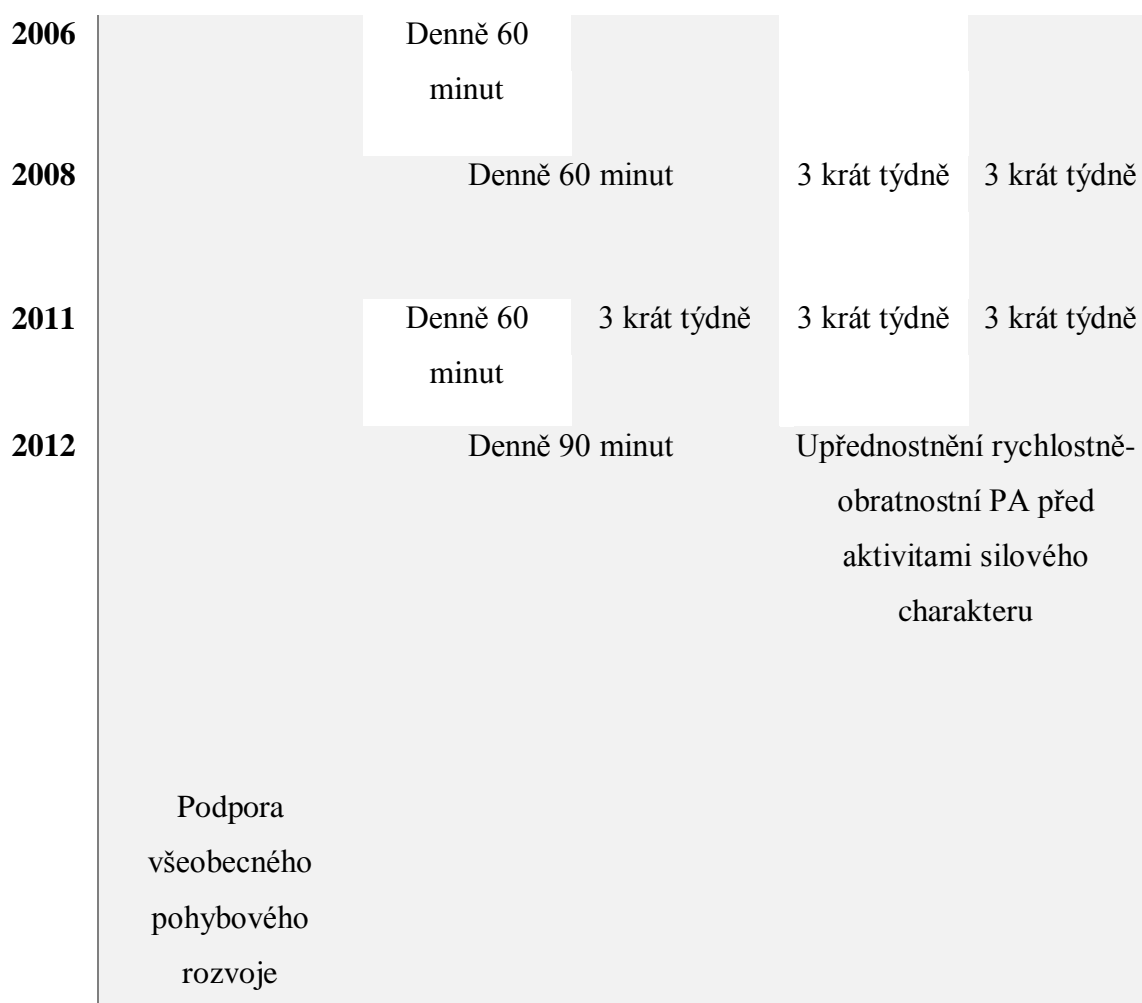 2006 Denně 60
minut
2008 Denně 60 minut 3 krát týdně 3 krát týdně
2011 Denně 60 3 krát týdně 3 krát týdně 3 krát týdně
minut
2012 Denně 90 minut Upřednostnění rychlostně-
obratnostní PA před
aktivitami silového
charakteru
Podpora
všeobecného
pohybového
rozvoje